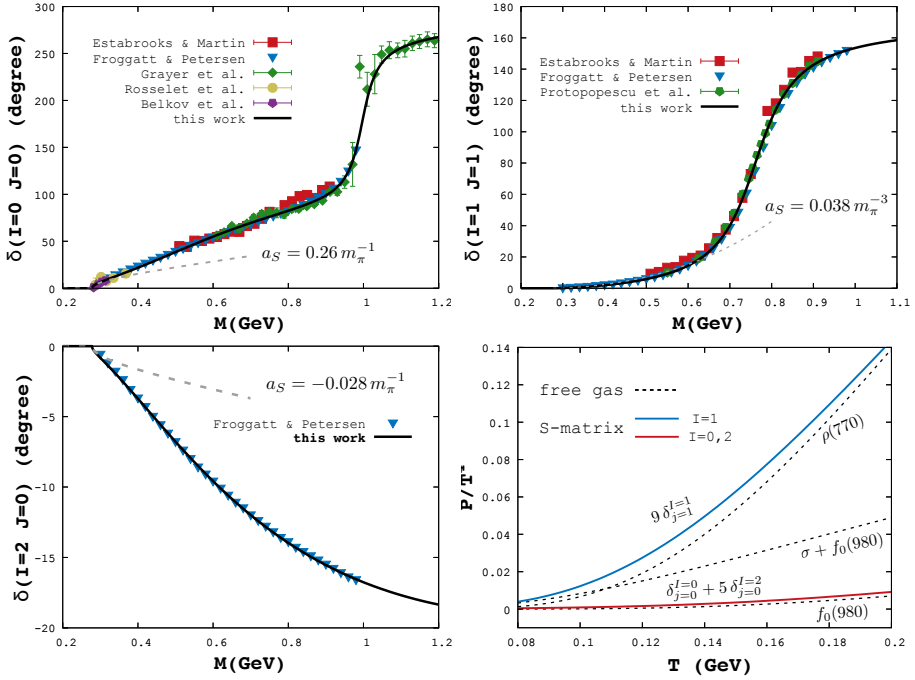 δ(I=0 J=0) (degree)
300
250
200
150
100
50
0
0.2 0.4 0.6 0.8 1 1.2
M(GeV)
Estabrooks & Martin
Froggatt & Petersen
Grayer et al.
Rosselet et al.
Belkov et al.
this work
a_S = 0.26 m_π^{-1}
δ(I=1 J=1) (degree)
180
160
140
120
100
80
60
40
20
0
0.2 0.3 0.4 0.5 0.6 0.7 0.8 0.9 1 1.1
M(GeV)
Estabrooks & Martin
Froggatt & Petersen
Protopopescu et al.
this work
a_S = 0.038 m_π^{-3}
δ(I=2 J=0) (degree)
0
−5
−10
−15
−20
0.2 0.4 0.6 0.8 1 1.2
M(GeV)
a_S = −0.028 m_π^{-1}
Froggatt & Petersen
this work
P/T⁴
0.14
0.12
0.1
0.08
0.06
0.04
0.02
0
0.08 0.1 0.12 0.14 0.16 0.18 0.2
T (GeV)
free gas
S-matrix
I=1
I=0,2
ρ(770)
9 δ_{j=1}^{I=1}
σ + f₀(980)
δ_{j=0}^{I=0} + 5 δ_{j=0}^{I=2}
f₀(980)